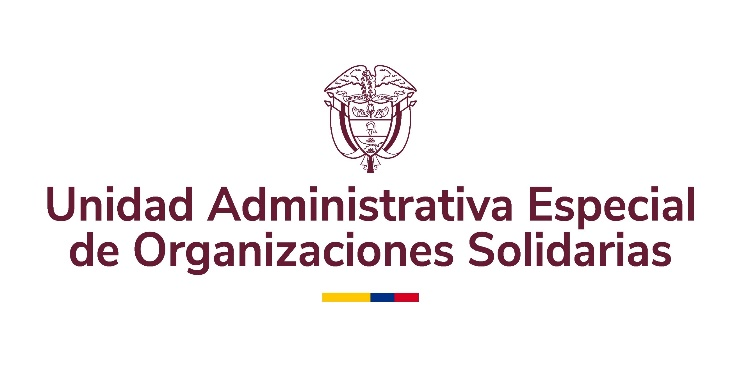 Unidad Administrativa Especial
de Organizaciones Solidarias